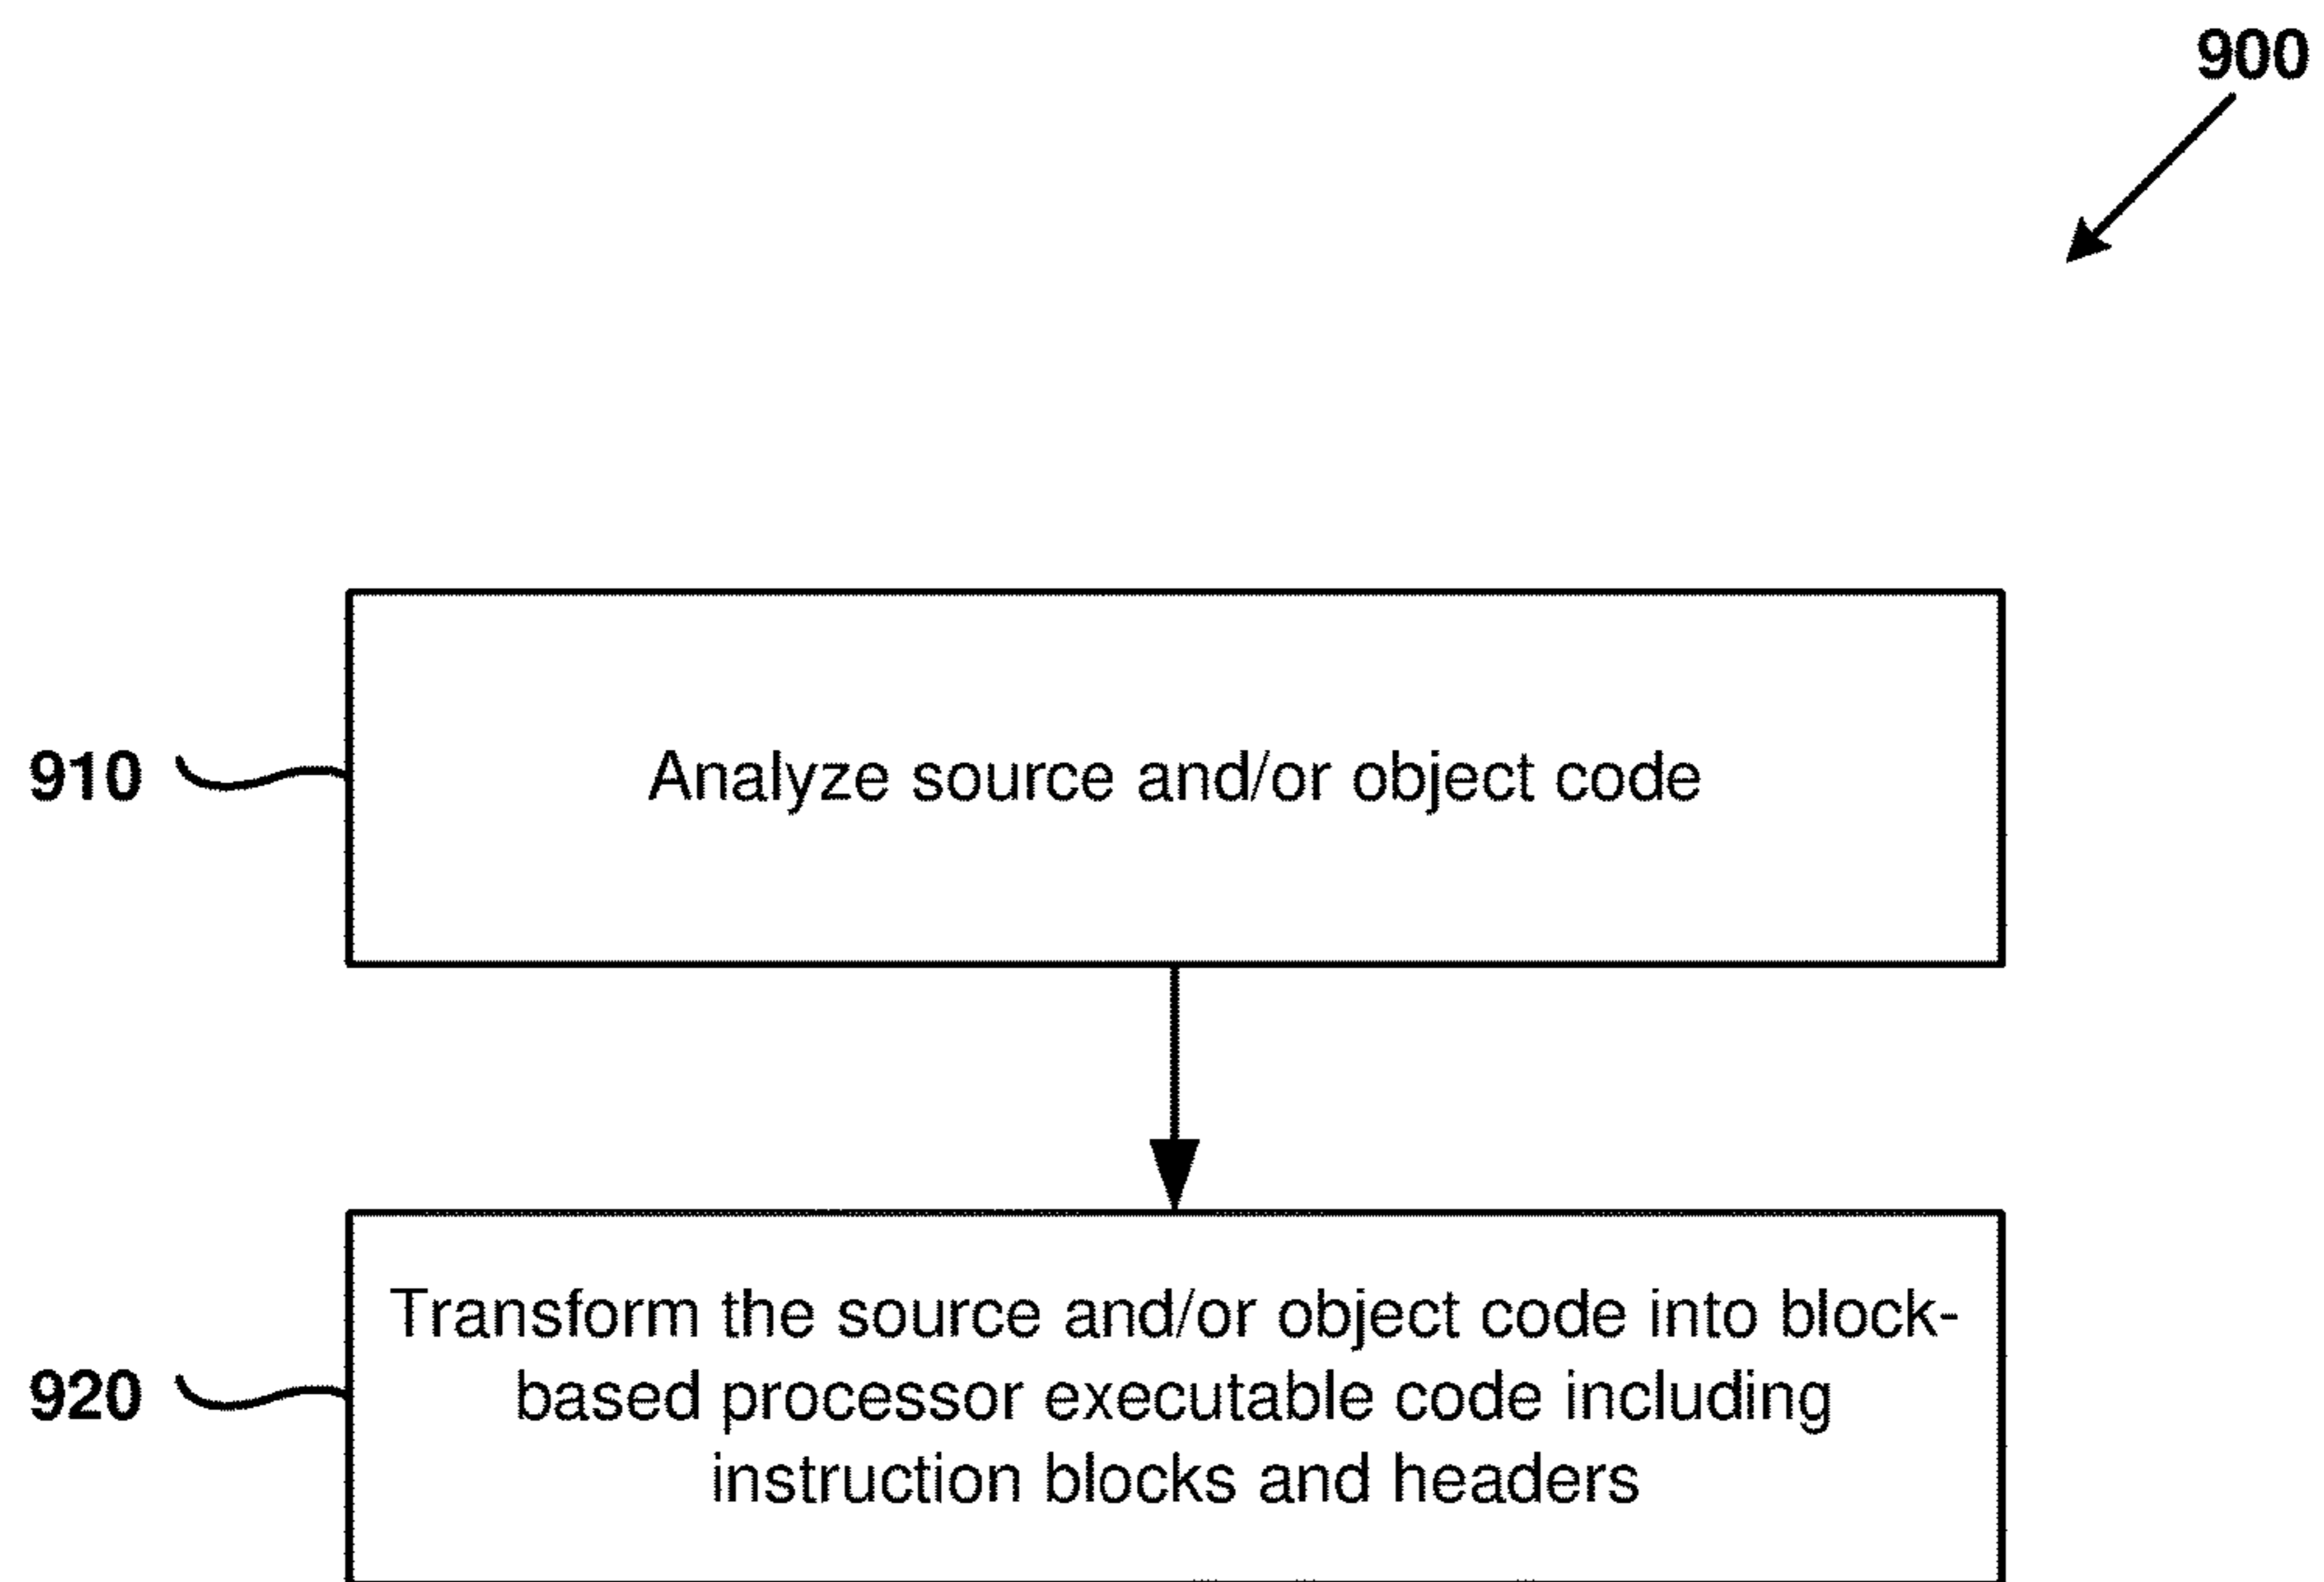 900
910
Analyze source and/or object code
Transform the source and/or object code into block-
920
based processor executable code including
instruction blocks and headers